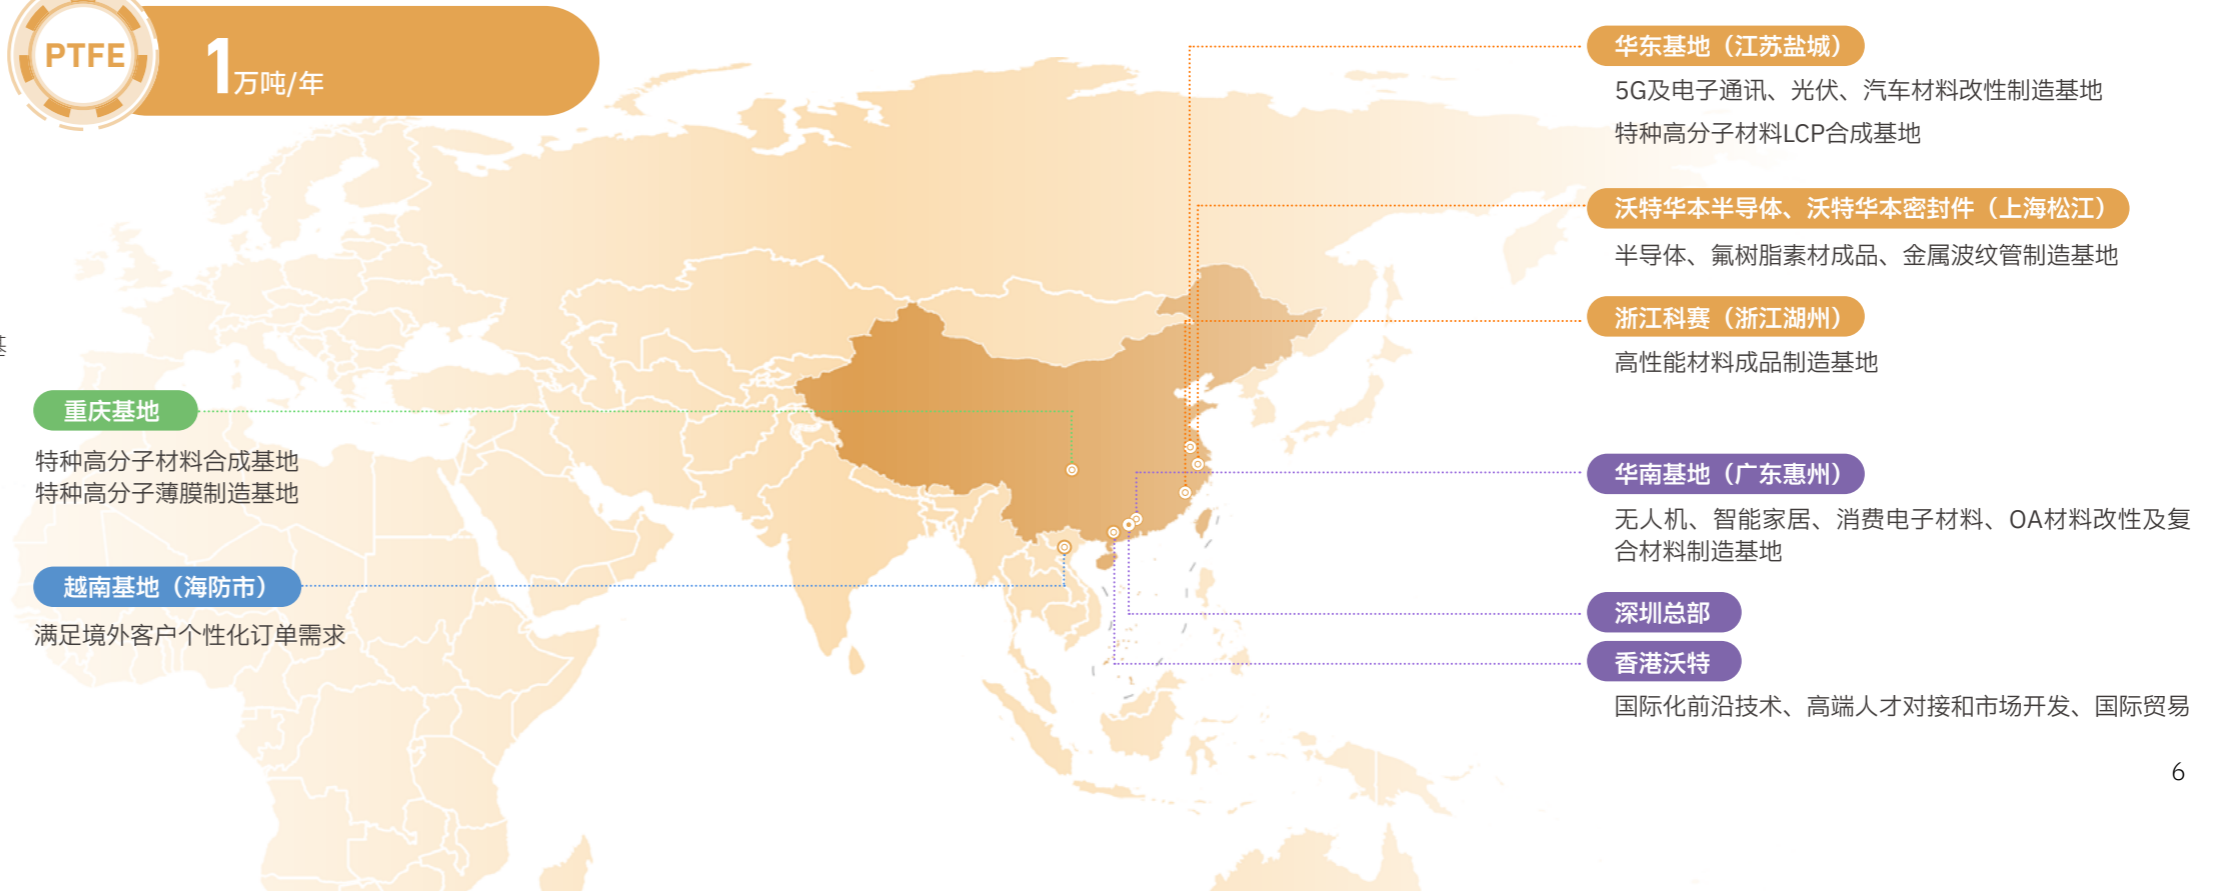 PTFE
1万吨/年
基
重庆基地
特种高分子材料合成基地
特种高分子薄膜制造基地
越南基地（海防市）
满足境外客户个性化订单需求
华东基地（江苏盐城）
5G及电子通讯、光伏、汽车材料改性制造基地
特种高分子材料LCP合成基地
沃特华本半导体、沃特华本密封件（上海松江）
半导体、氟树脂素材成品、金属波纹管制造基地
浙江科赛（浙江湖州）
高性能材料成品制造基地
华南基地（广东惠州）
无人机、智能家居、消费电子材料、OA材料改性及复
合材料制造基地
深圳总部
香港沃特
国际化前沿技术、高端人才对接和市场开发、国际贸易
6